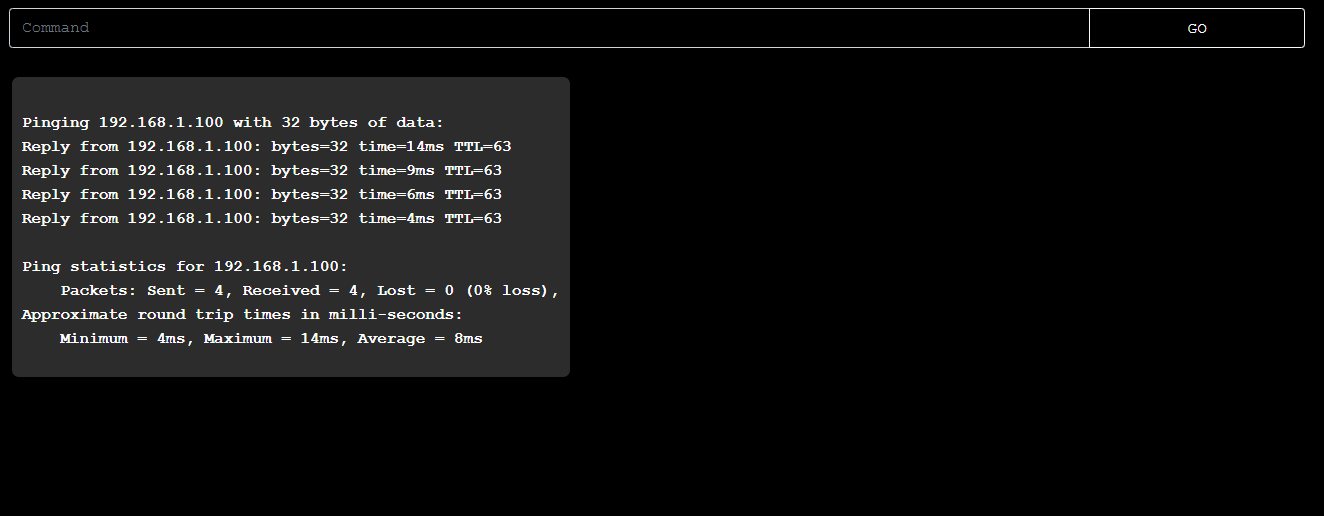 Command
GO
Pinging 192.168.1.100 with 32 bytes of data:
Reply from 192.168.1.100: bytes=32 time=14ms TTL=63
Reply from 192.168.1.100: bytes=32 time=9ms TTL=63
Reply from 192.168.1.100: bytes=32 time=6ms TTL=63
Reply from 192.168.1.100: bytes=32 time=4ms TTL=63
Ping statistics for 192.168.1.100:
    Packets: Sent = 4, Received = 4, Lost = 0 (0% loss),
Approximate round trip times in milli-seconds:
    Minimum = 4ms, Maximum = 14ms, Average = 8ms